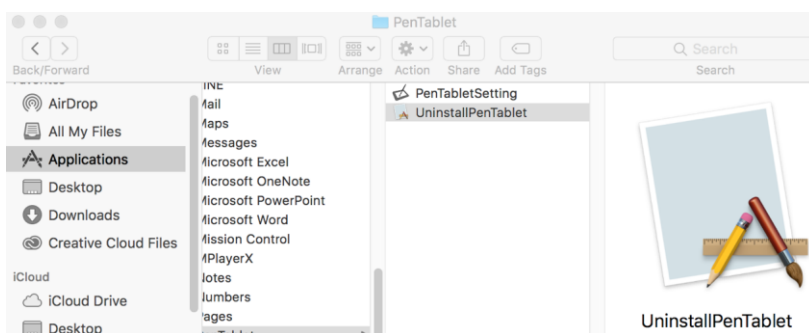 PenTablet
Search
Back/Forward
View
Arrange
Action
Share
Add Tags
Search
AirDrop
All My Files
Applications
Desktop
Downloads
Creative Cloud Files
iCloud
iCloud Drive
Desktop
INE
Mail
Maps
Messages
Microsoft Excel
Microsoft OneNote
Microsoft PowerPoint
Microsoft Word
Mission Control
MPlayerX
Notes
Numbers
Pages
PenTabletSetting
UninstallPenTablet
UninstallPenTablet